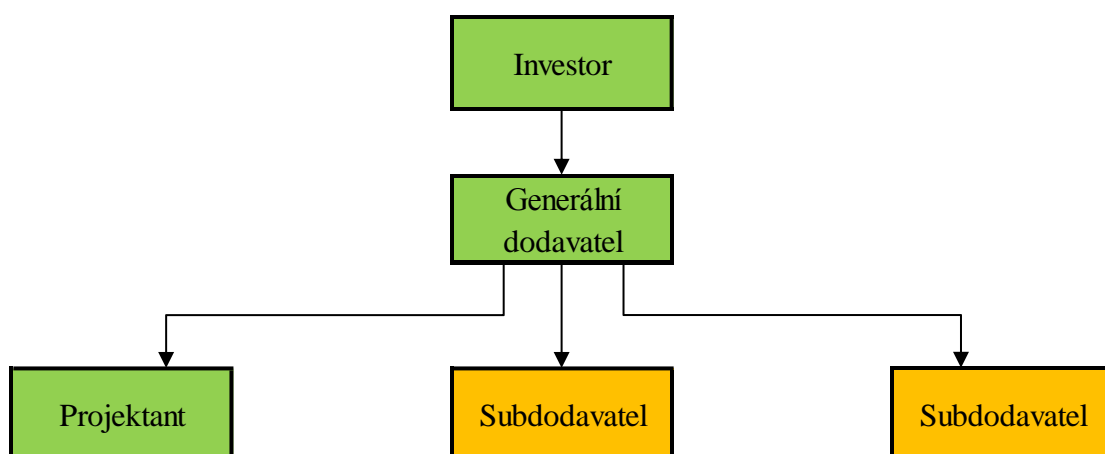 Investor
Generální
dodavatel
Projektant
Subdodavatel
Subdodavatel